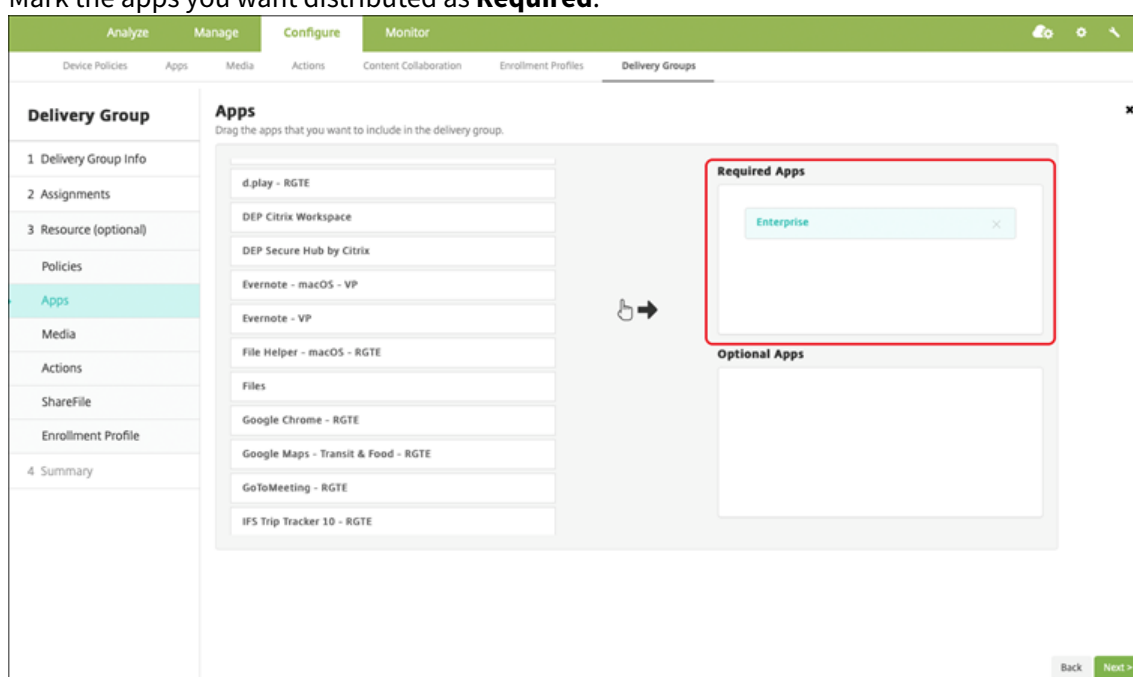 Mark the apps you want distributed as Required.
Analyze Manage Configure Monitor
Device Policies Apps Media Actions Content Collaboration Enrollment Profiles Delivery Groups
Delivery Group
1 Delivery Group Info
2 Assignments
3 Resource (optional)
Policies
Apps
Media
Actions
ShareFile
Enrollment Profile
4 Summary
Apps
Drag the apps that you want to include in the delivery group.
d.play - RGTE
DEP Citrix Workspace
DEP Secure Hub by Citrix
Evernote - macOS - VP
Evernote - VP
File Helper - macOS - RGTE
Files
Google Chrome - RGTE
Google Maps - Transit & Food - RGTE
GoToMeeting - RGTE
IFS Trip Tracker 10 - RGTE
Required Apps
Enterprise
Optional Apps
Back Next >